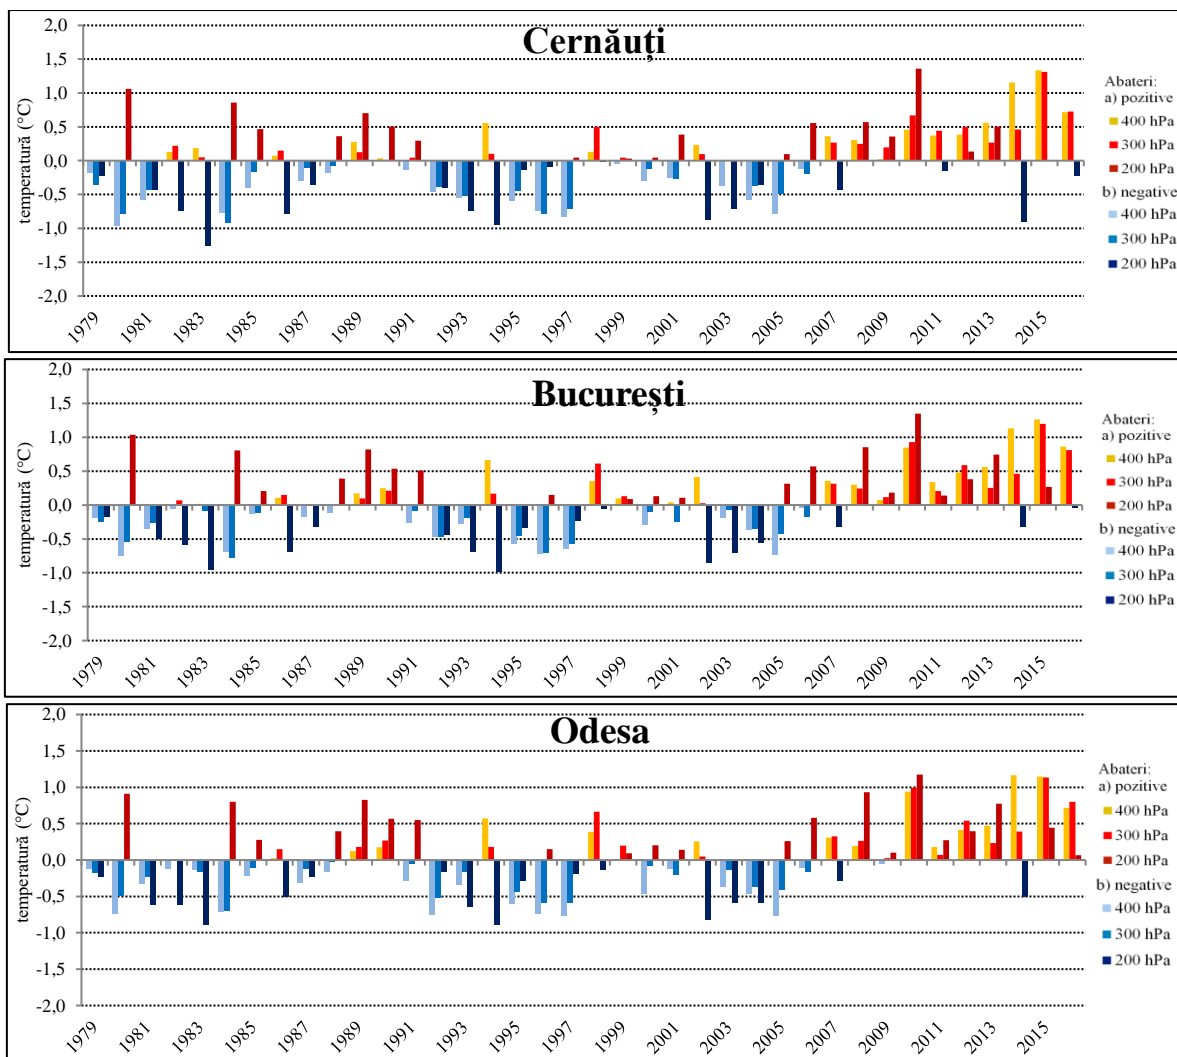 Cernăuți
temperatură (°C)
2,0
1,5
1,0
0,5
0,0
-0,5
-1,0
-1,5
-2,0
1979
1981
1983
1985
1987
1989
1991
1993
1995
1997
1999
2001
2003
2005
2007
2009
2011
2013
2015
Abateri:
a) pozitive
400 hPa
300 hPa
200 hPa
b) negative
400 hPa
300 hPa
200 hPa
București
temperatură (°C)
2,0
1,5
1,0
0,5
0,0
-0,5
-1,0
-1,5
-2,0
1979
1981
1983
1985
1987
1989
1991
1993
1995
1997
1999
2001
2003
2005
2007
2009
2011
2013
2015
Abateri:
a) pozitive
400 hPa
300 hPa
200 hPa
b) negative
400 hPa
300 hPa
200 hPa
Odesa
temperatură (°C)
2,0
1,5
1,0
0,5
0,0
-0,5
-1,0
-1,5
-2,0
1979
1981
1983
1985
1987
1989
1991
1993
1995
1997
1999
2001
2003
2005
2007
2009
2011
2013
2015
Abateri:
a) pozitive
400 hPa
300 hPa
200 hPa
b) negative
400 hPa
300 hPa
200 hPa